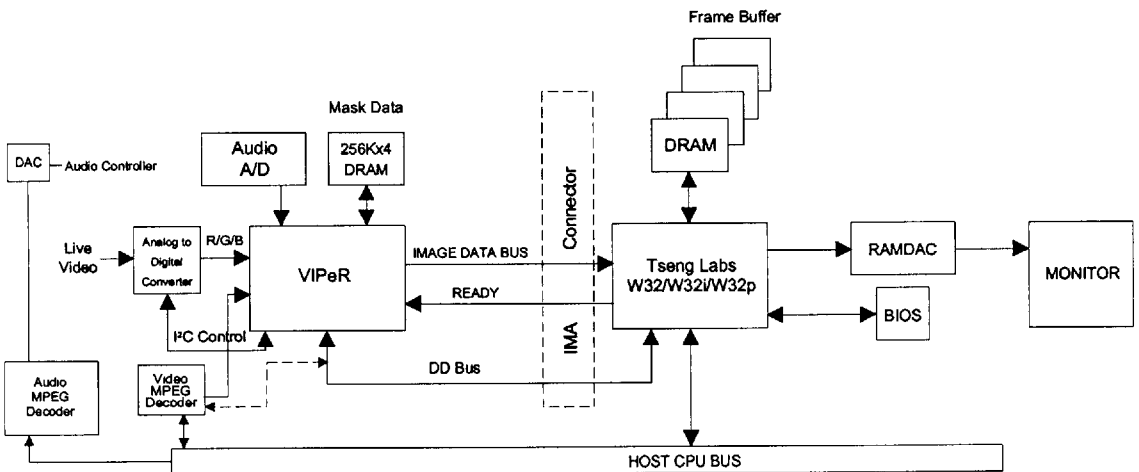 Frame Buffer
Mask Data
DAC
Audio Controller
Audio
A/D
256Kx4
DRAM
DRAM
Connector
IMA
Live
Video
Analog to
Digital
Converter
R/G/B
VIPeR
IMAGE DATA BUS
READY
Tseng Labs
W32/W32i/W32p
RAMDAC
MONITOR
BIOS
I²C Control
DD Bus
Audio
MPEG
Decoder
Video
MPEG
Decoder
HOST CPU BUS